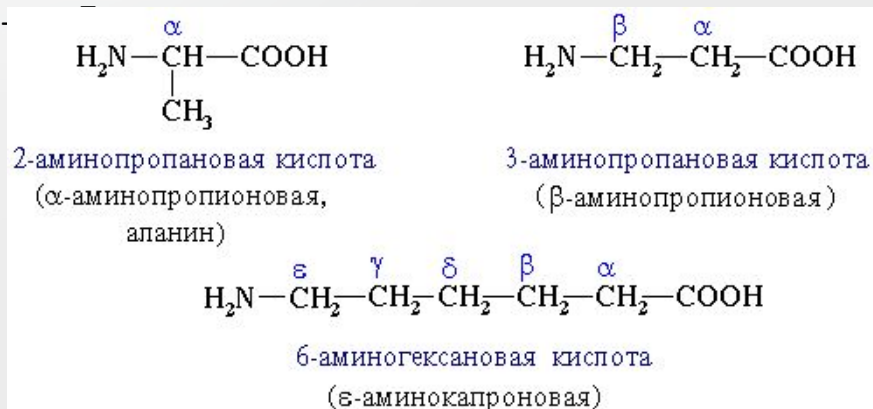 α
H₂N—CH—COOH
CH₃
2-аминопропановая кислота
(α-аминопропионовая,
аланин)
β α
H₂N—CH₂—CH₂—COOH
3-аминопропановая кислота
(β-аминопропионовая)
ε γ δ β α
H₂N—CH₂—CH₂—CH₂—CH₂—CH₂—COOH
6-аминогексановая кислота
(ε-аминокапроновая)